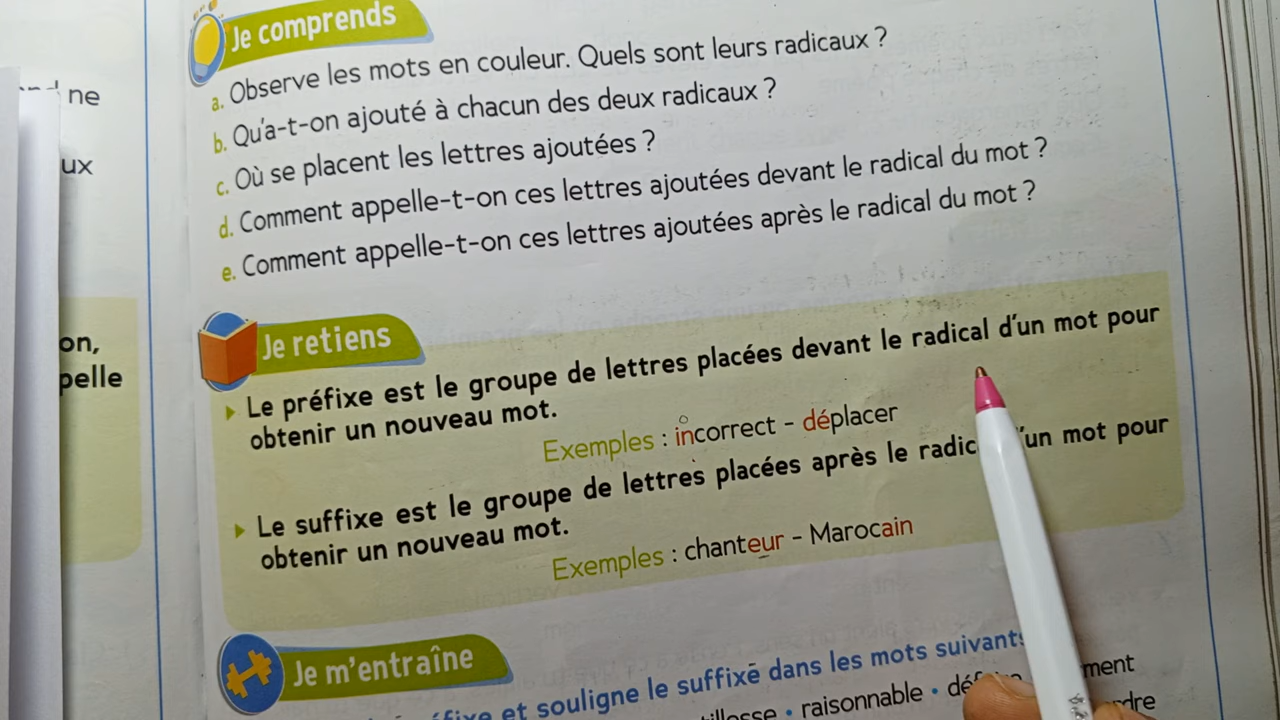 ne
ux
on,
pelle
Je comprends
a. Observe les mots en couleur. Quels sont leurs radicaux ?
b. Qu'a-t-on ajouté à chacun des deux radicaux ?
c. Où se placent les lettres ajoutées ?
d. Comment appelle-t-on ces lettres ajoutées devant le radical du mot ?
e. Comment appelle-t-on ces lettres ajoutées après le radical du mot ?
Je retiens
Le préfixe est le groupe de lettres placées devant le radical d'un mot pour
obtenir un nouveau mot.
Exemples : incorrect - déplacer
Le suffixe est le groupe de lettres placées après le radic 'un mot pour
obtenir un nouveau mot.
Exemples : chanteur - Marocain
Je m'entraîne
et souligne le suffixe dans les mots suivants
• raisonnable • ment
dre